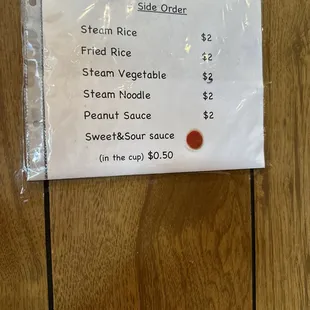 Side Order
Steam Rice $2
Fried Rice $2
Steam Vegetable $2
Steam Noodle $2
Peanut Sauce $2
Sweet&Sour sauce
(in the cup) $0.50